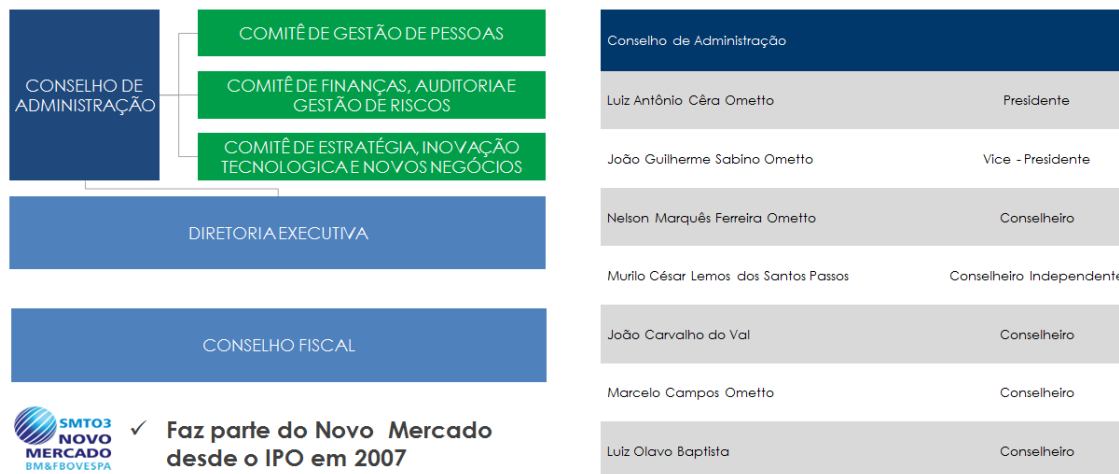 CONSELHO DE
ADMINISTRAÇÃO
COMITÊ DE GESTÃO DE PESSOAS
COMITÊ DE FINANÇAS, AUDITORIA E
GESTÃO DE RISCOS
COMITÊ DE ESTRATÉGIA, INOVAÇÃO
TECNOLOGICA E NOVOS NEGÓCIOS
DIRETORIA EXECUTIVA
CONSELHO FISCAL
SMTO3
NOVO
MERCADO
BM&FBOVESPA
✓ Faz parte do Novo Mercado
desde o IPO em 2007
Conselho de Administração
Luiz Antônio Cêra Ometto Presidente
João Guilherme Sabino Ometto Vice - Presidente
Nelson Marquês Ferreira Ometto Conselheiro
Murilo César Lemos dos Santos Passos Conselheiro Independente
João Carvalho do Val Conselheiro
Marcelo Campos Ometto Conselheiro
Luiz Olavo Baptista Conselheiro